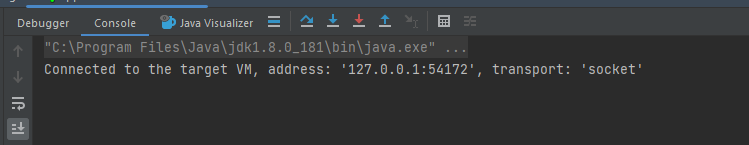 Debugger Console Java Visualizer
"C:\Program Files\Java\jdk1.8.0_181\bin\java.exe" ...
Connected to the target VM, address: '127.0.0.1:54172', transport: 'socket'